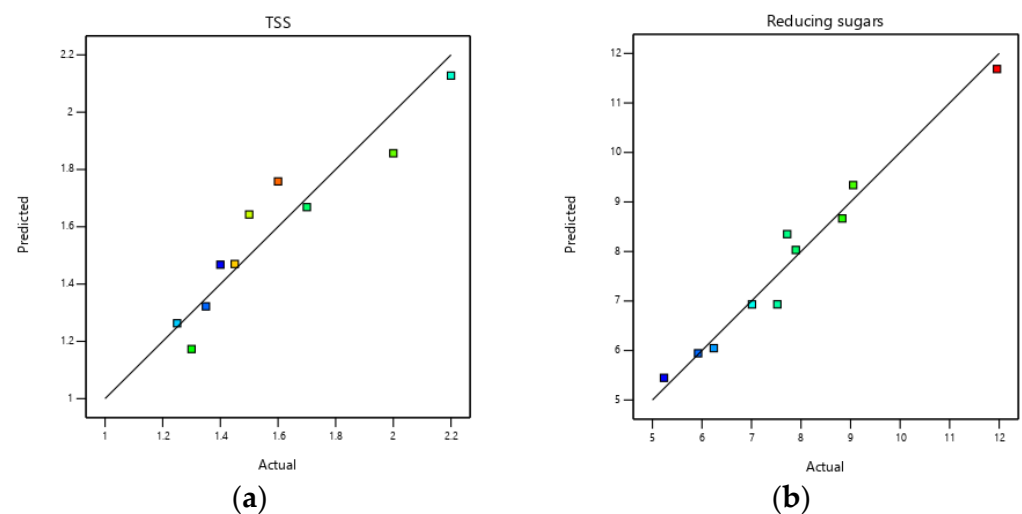 TSS
2.2
2
1.8
1.6
1.4
1.2
1
Predicted
1 1.2 1.4 1.6 1.8 2 2.2
Actual
(a)
Reducing sugars
12
11
10
9
8
7
6
5
Predicted
5 6 7 8 9 10 11 12
Actual
(b)